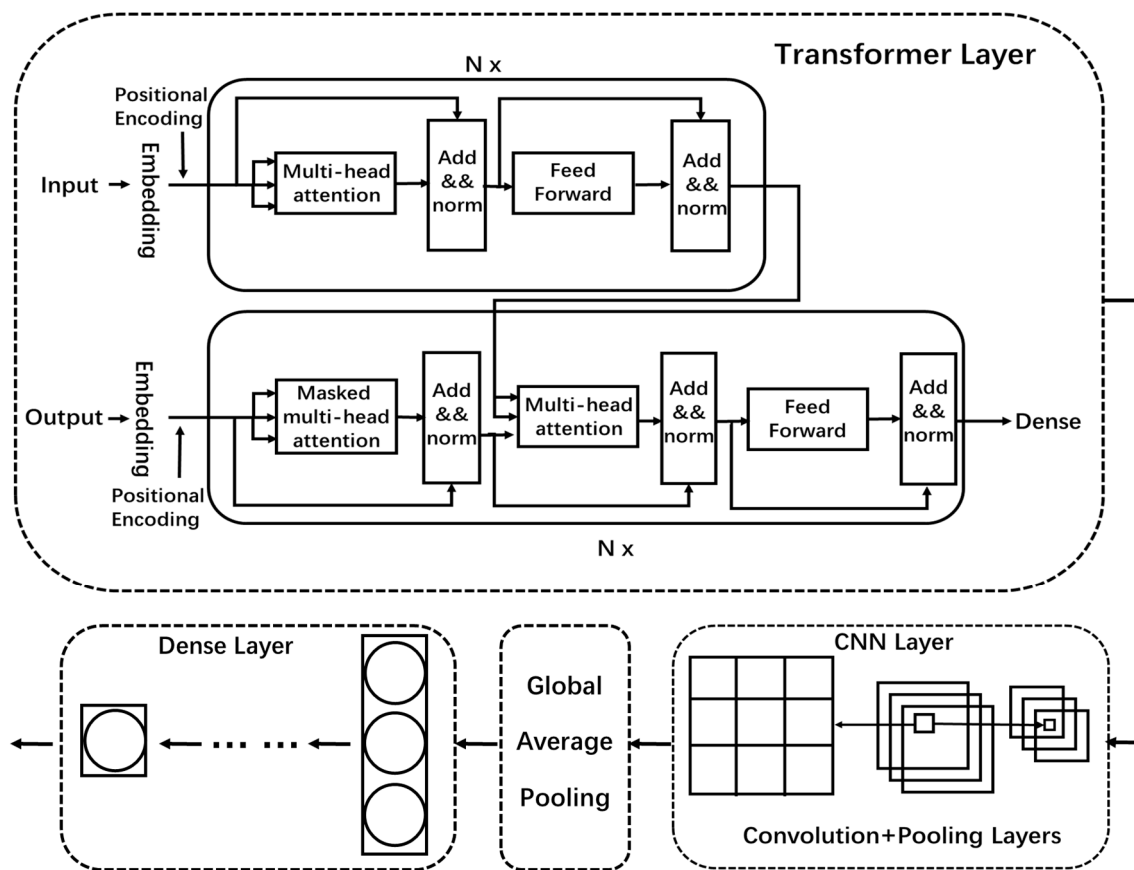 Transformer Layer
N x
Positional
Encoding
Input
Embedding
Multi-head
attention
Add
&&
norm
Feed
Forward
Add
&&
norm
Output
Embedding
Positional
Encoding
Masked
multi-head
attention
Add
&&
norm
Multi-head
attention
Add
&&
norm
Feed
Forward
Add
&&
norm
Dense
N x
Dense Layer
... ...
Global
Average
Pooling
CNN Layer
Convolution+Pooling Layers